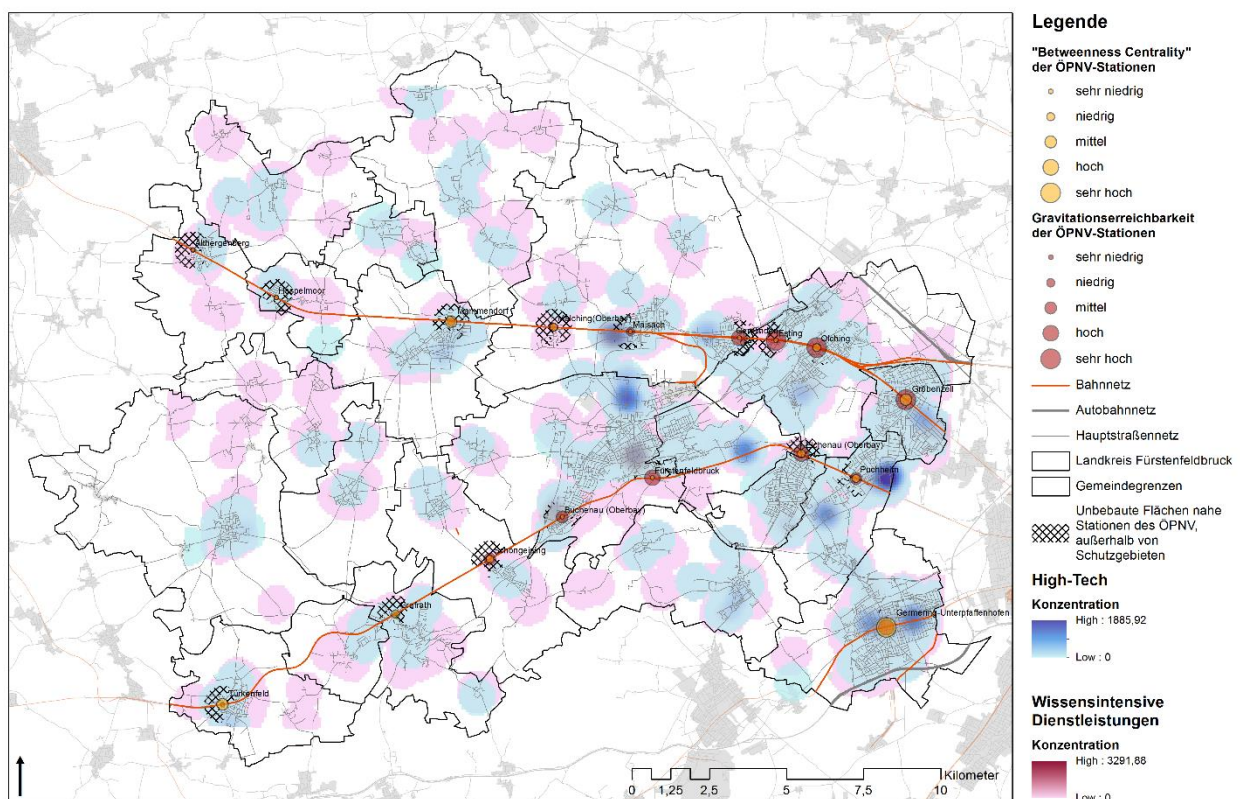 Legende
"Betweenness Centrality"
der ÖPNV-Stationen
sehr niedrig
niedrig
mittel
hoch
sehr hoch
Gravitationserreichbarkeit
der ÖPNV-Stationen
sehr niedrig
niedrig
mittel
hoch
sehr hoch
Bahnnetz
Autobahnnetz
Hauptstraßennetz
Landkreis Fürstenfeldbruck
Gemeindegrenzen
Unbebaute Flächen nahe
Stationen des ÖPNV,
außerhalb von
Schutzgebieten
High-Tech
Konzentration
High : 1885,92
Low : 0
Wissensintensive
Dienstleistungen
Konzentration
High : 3291,88
Low : 0
Althegnenberg
Haspelmoor
Mammendorf
Malching(Oberbay)
Maisach
Esting
Olching
Gröbenzell
Puchheim
Fürstenfeldbruck
Buchenau (Oberbay)
Schöngeising
Grafrath
Türkenfeld
Germering-Unterpfaffenhofen
Kilometer
0 1,25 2,5 5 7,5 10